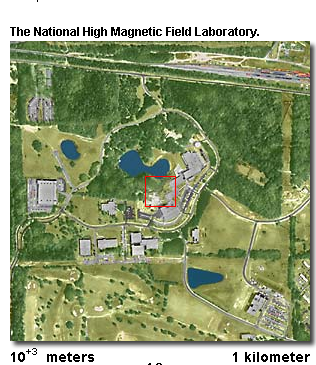 The National High Magnetic Field Laboratory.
10+3 meters 1 kilometer